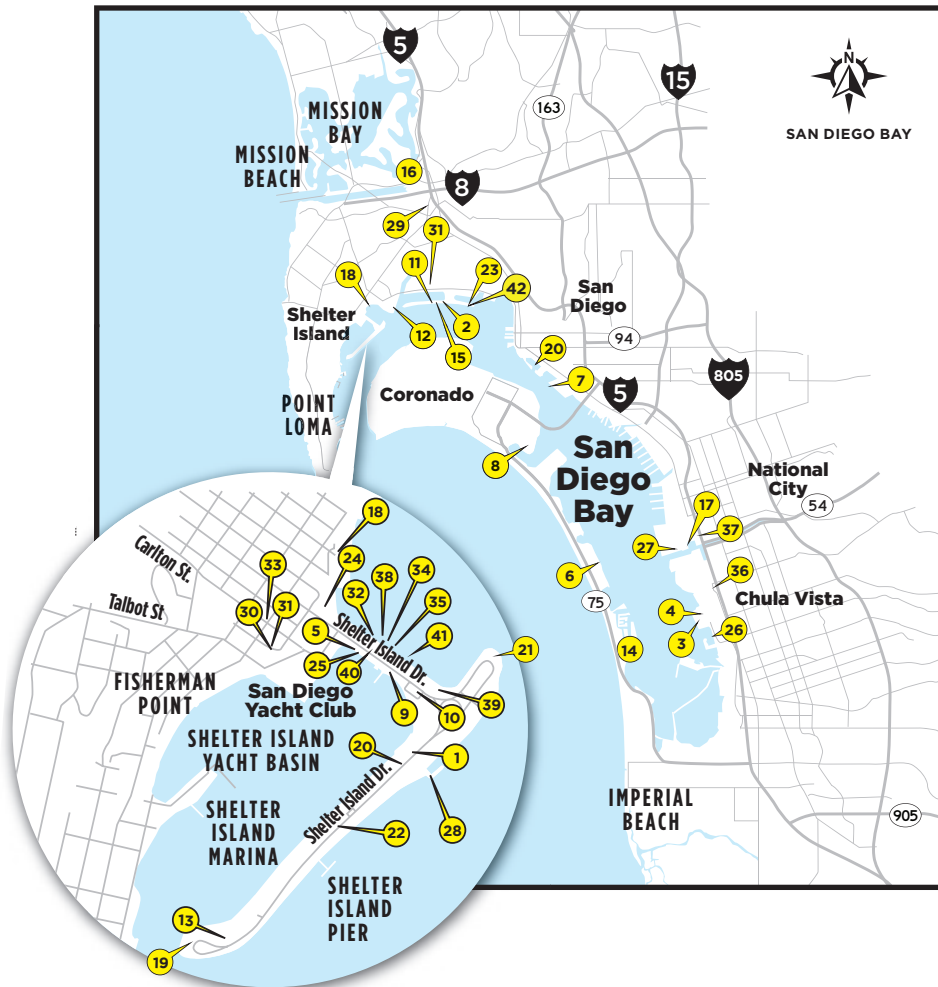 5
15
163
N
SAN DIEGO BAY
MISSION
BAY
MISSION
BEACH
16
8
29
31
11
23
42
18
San
Diego
Shelter
Island
12
2
15
20
94
7
5
805
Coronado
POINT
LOMA
8
San
Diego
Bay
National
City
54
17
37
27
36
6
75
4
Chula Vista
3
26
14
IMPERIAL
BEACH
905
18
Carlton St.
33
24
38
34
32
35
Talbot St
30
31
5
Shelter Island Dr.
41
21
25
40
FISHERMAN
POINT
San Diego
Yacht Club
9
10
39
SHELTER ISLAND
YACHT BASIN
20
1
Shelter Island Dr.
SHELTER
ISLAND
MARINA
22
28
SHELTER
ISLAND
PIER
13
19